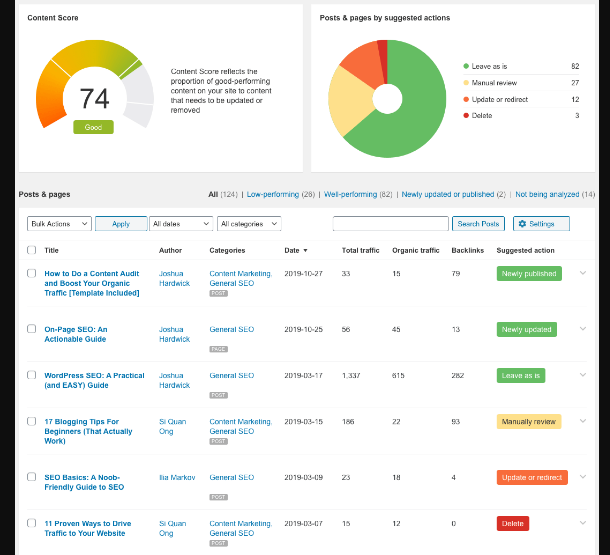 Content Score
74
Good
Content Score reflects the
proportion of good-performing
content on your site to content
that needs to be updated or
removed
Posts & pages by suggested actions
Leave as is 82
Manual review 27
Update or redirect 12
Delete 3
Posts & pages
All (124) | Low-performing (26) | Well-performing (82) | Newly updated or published (2) | Not being analyzed (14)
Bulk Actions Apply All dates All categories Search Posts Settings
Title Author Categories Date ▼ Total traffic Organic traffic Backlinks Suggested action
How to Do a Content Audit
and Boost Your Organic
Traffic [Template Included]
Joshua
Hardwick
Content Marketing,
General SEO
POST
2019-10-27 33 15 79 Newly published
On-Page SEO: An
Actionable Guide
Joshua
Hardwick
General SEO
PAGE
2019-10-25 56 45 13 Newly updated
WordPress SEO: A Practical
(and EASY) Guide
Joshua
Hardwick
General SEO
POST
2019-03-17 1,337 615 282 Leave as is
17 Blogging Tips For
Beginners (That Actually
Work)
Si Quan
Ong
Content Marketing,
General SEO
POST
2019-03-15 186 22 93 Manually review
SEO Basics: A Noob-
Friendly Guide to SEO
Ilia Markov
General SEO
POST
2019-03-09 23 18 4 Update or redirect
11 Proven Ways to Drive
Traffic to Your Website
Si Quan
Ong
Content Marketing,
General SEO
POST
2019-03-07 15 12 0 Delete